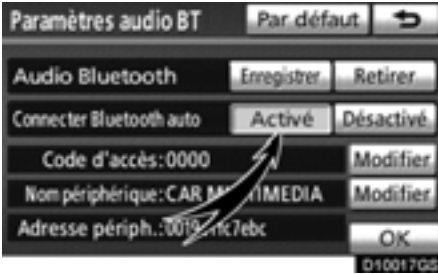 Paramètres audio BT Par défaut
Audio Bluetooth Enregistrer Retirer
Connecter Bluetooth auto Activé Désactivé
Code d'accès:0000 Modifier
Nom périphérique:CAR Modifier
Adresse périph.: OK
D10017GS